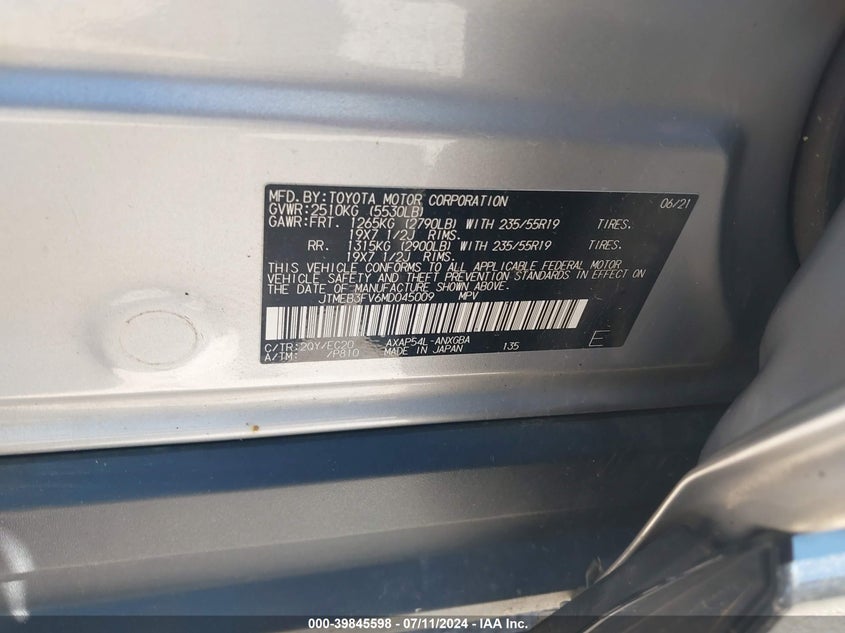 MFD. BY: TOYOTA MOTOR CORPORATION 06/21
GVWR: 2510KG (5530LB)
GAWR: FRT. 1265KG (2790LB) WITH 235/55R19 TIRES.
19X7 1/2J RIMS.
RR. 1315KG (2900LB) WITH 235/55R19 TIRES.
19X7 1/2J RIMS.
THIS VEHICLE CONFORMS TO ALL APPLICABLE FEDERAL MOTOR
VEHICLE SAFETY AND THEFT PREVENTION STANDARDS IN EFFECT ON
THE DATE OF MANUFACTURE SHOWN ABOVE.
JTMEB3FV6MD045009 MPV
C/TR: 2QY/EC20 AXAP54L-ANXGBA
A/TM: /P810 MADE IN JAPAN 135 E
000-39845598 - 07/11/2024 - IAA Inc.